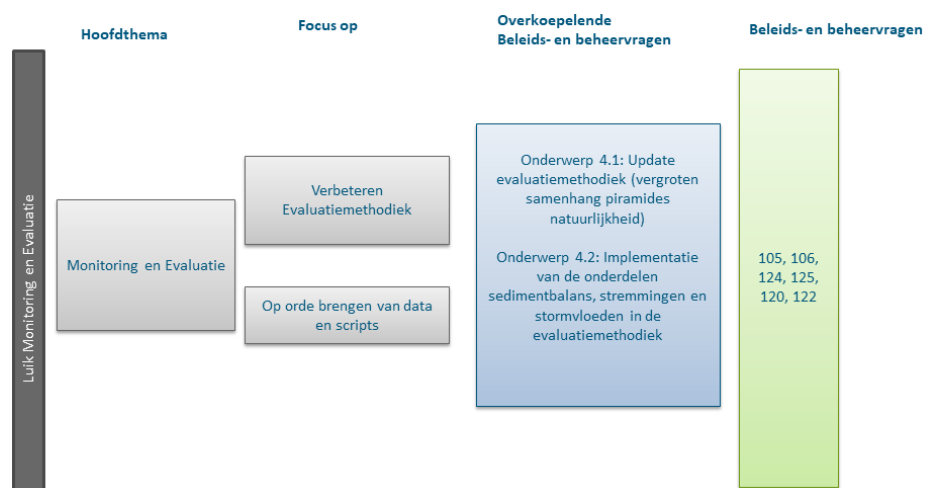 Hoofdthema
Focus op
Overkoepelende
Beleids- en beheervragen
Beleids- en beheervragen
Luik Monitoring en Evaluatie
Monitoring en Evaluatie
Verbeteren
Evaluatiemethodiek
Op orde brengen van data
en scripts
Onderwerp 4.1: Update
evaluatiemethodiek (vergroten
samenhang piramides
natuurlijkheid)
Onderwerp 4.2: Implementatie
van de onderdelen
sedimentbalans, stremmingen en
stormvloeden in de
evaluatiemethodiek
105, 106,
124, 125,
120, 122